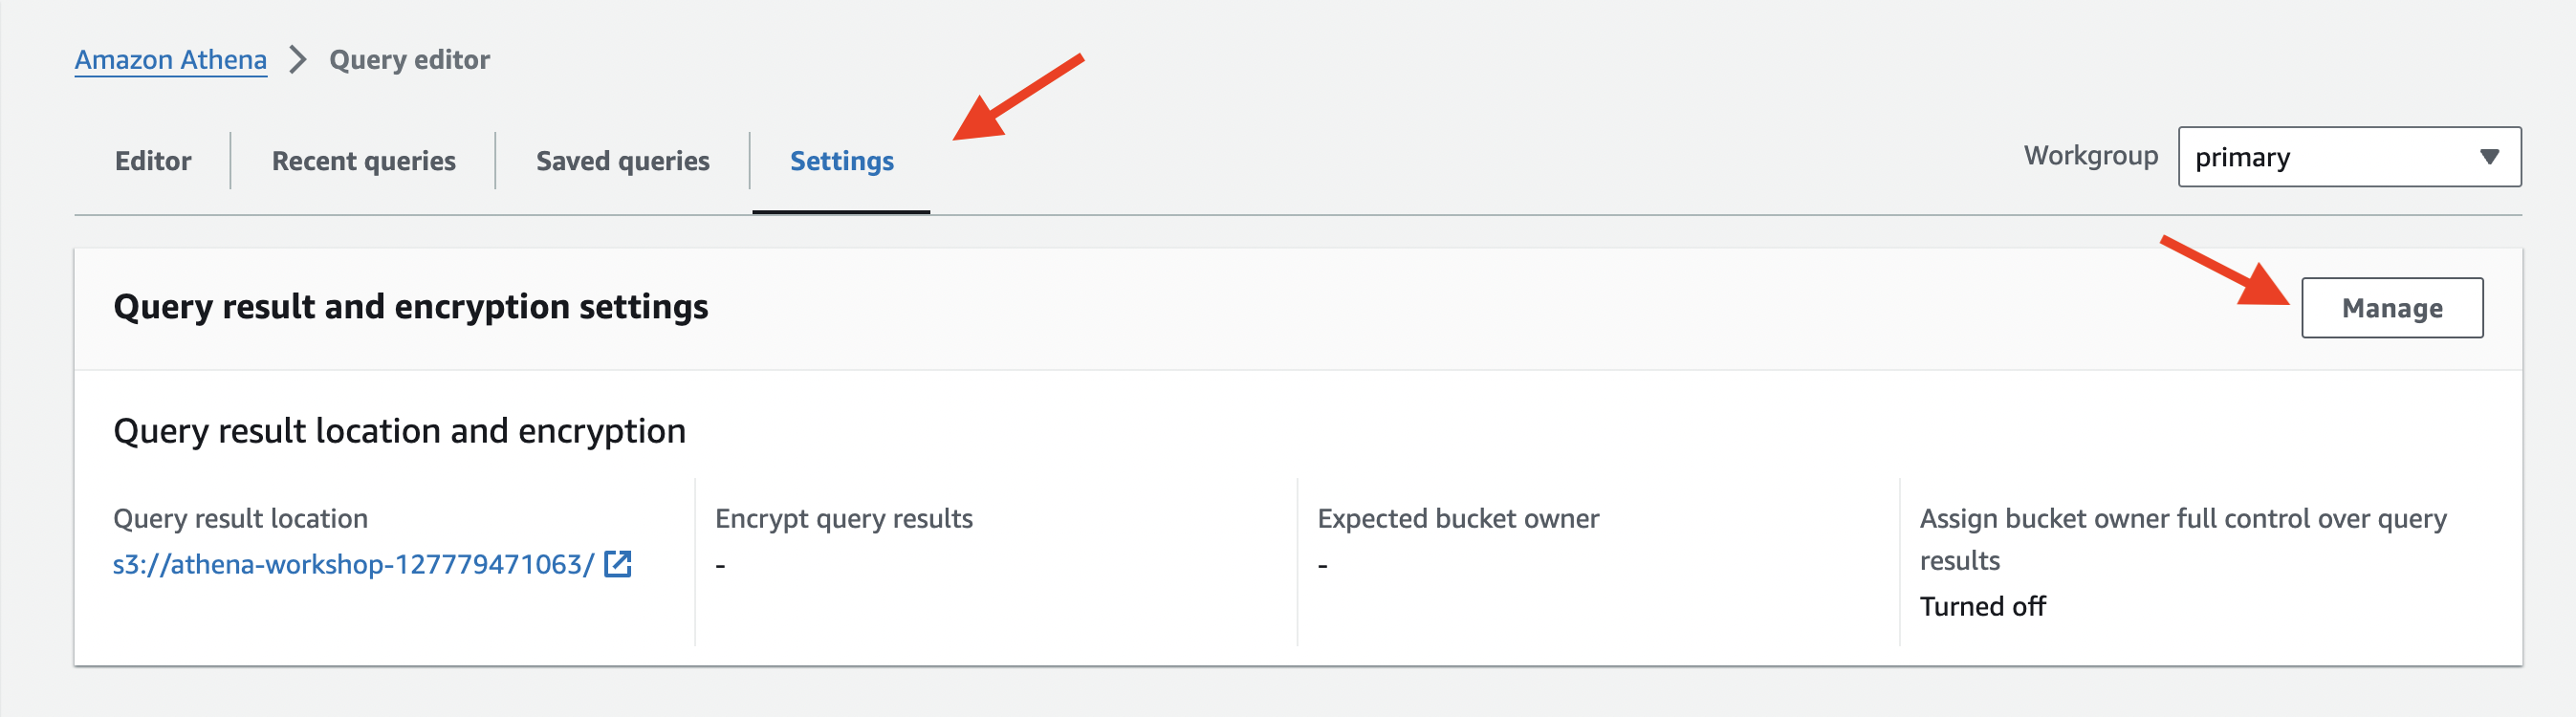 Amazon Athena > Query editor
Editor
Recent queries
Saved queries
Settings
Workgroup
primary
Query result and encryption settings
Manage
Query result location and encryption
Query result location
s3://athena-workshop-127779471063/
Encrypt query results
-
Expected bucket owner
-
Assign bucket owner full control over query
results
Turned off